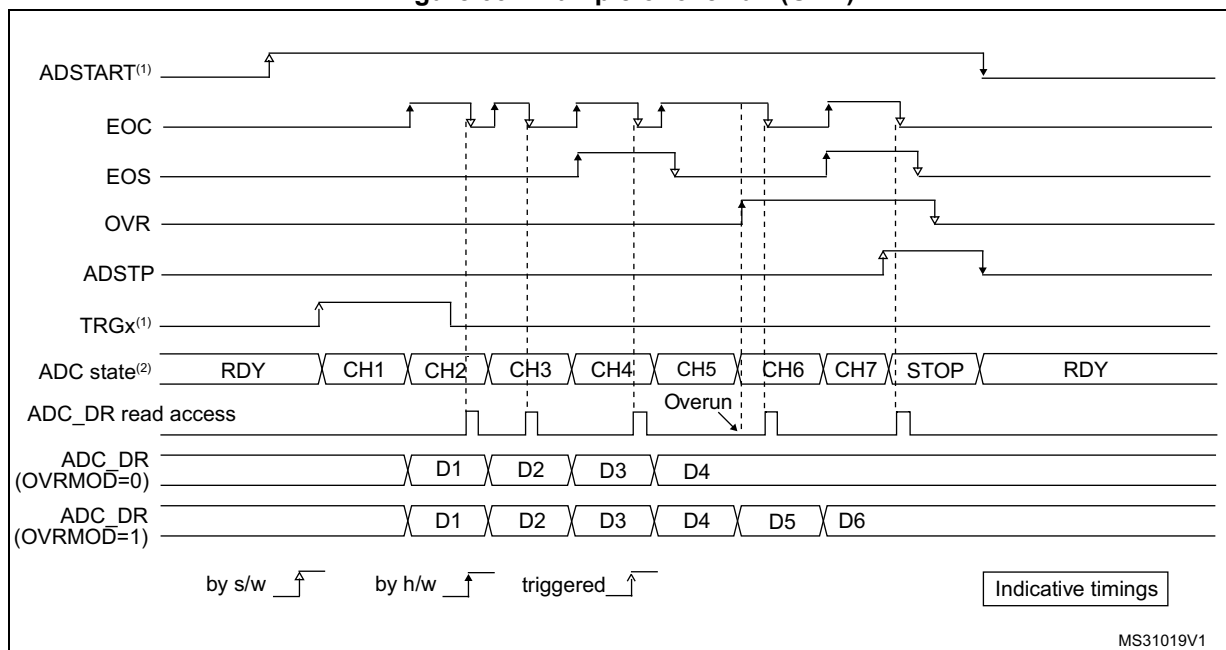 ADSTART(1)
EOC
EOS
OVR
ADSTP
TRGx(1)
ADC state(2) RDY CH1 CH2 CH3 CH4 CH5 CH6 CH7 STOP RDY
ADC_DR read access Overun
ADC_DR (OVRMOD=0) D1 D2 D3 D4
ADC_DR (OVRMOD=1) D1 D2 D3 D4 D5 D6
by s/w by h/w triggered Indicative timings
MS31019V1